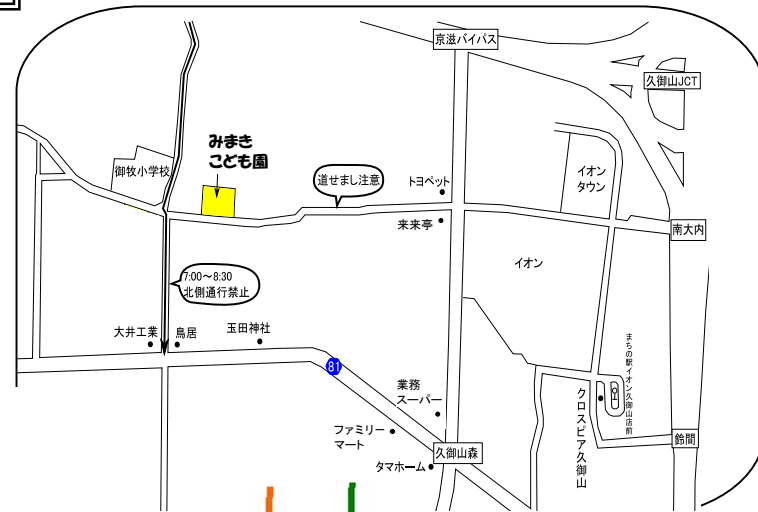 京滋バイパス
久御山JCT
みまき
こども園
御牧小学校
道せまし注意
トヨペット
イオン
タウン
来来亭
南大内
イオン
7:00～8:30
北側通行禁止
大井工業
鳥居
玉田神社
81
まちの駅イオン久御山店前
業務
スーパー
クロスピア久御山
ファミリー
マート
久御山森
鈴間
タマホーム